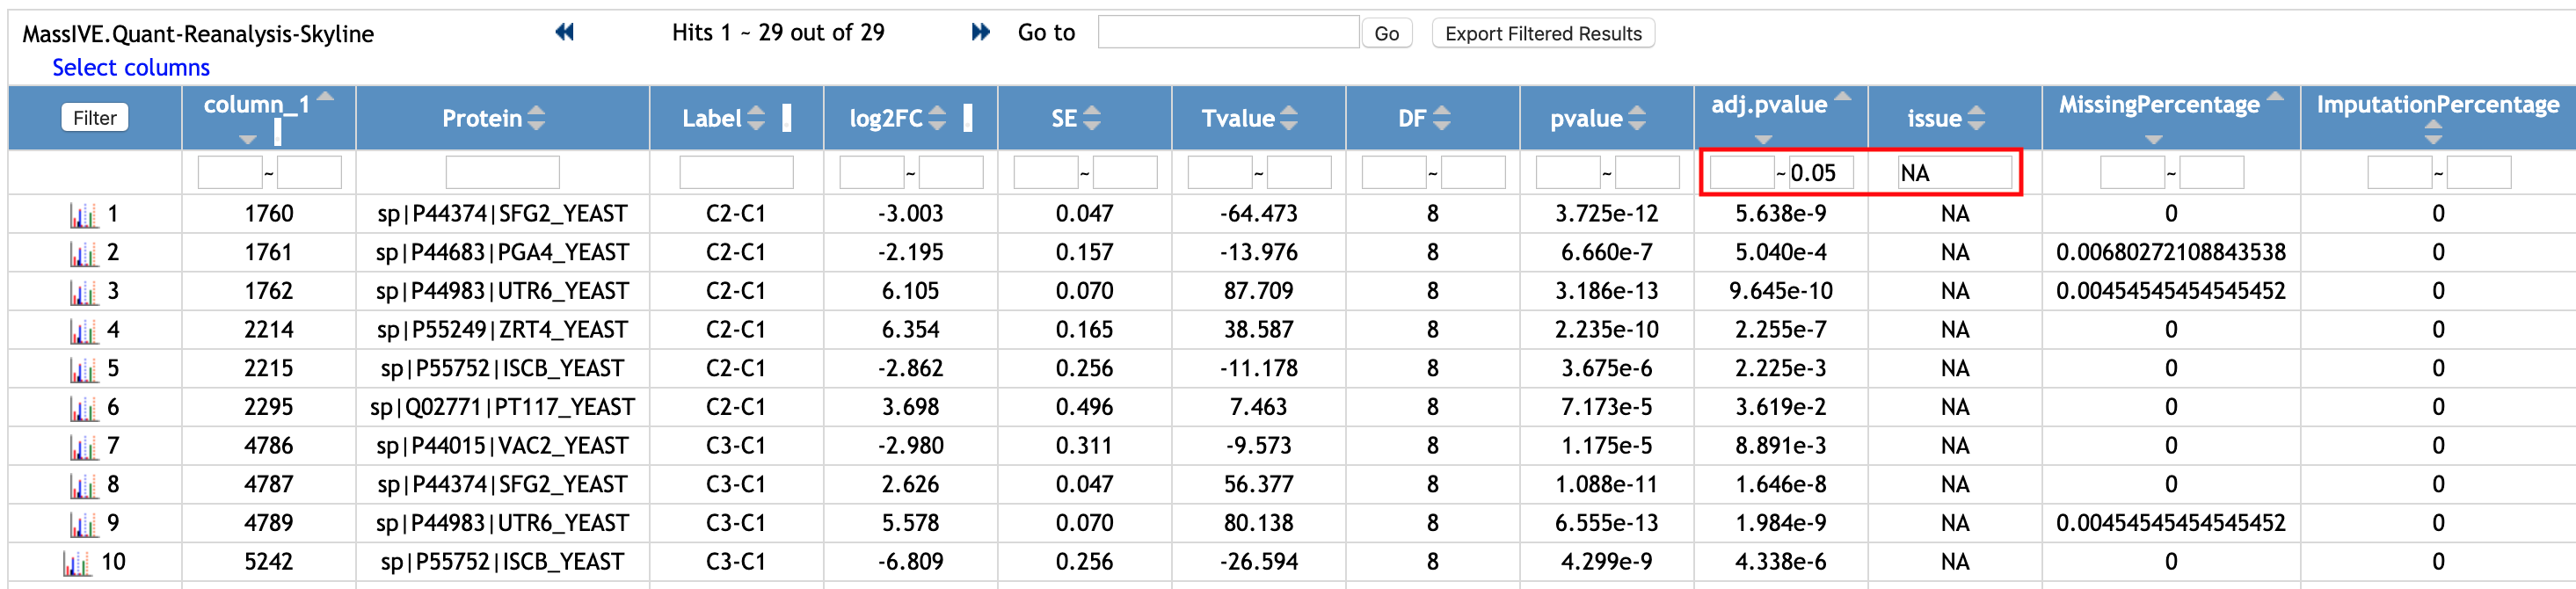 MassIVE.Quant-Reanalysis-Skyline Hits 1 ~ 29 out of 29 Go to Go Export Filtered Results
Select columns
Filter column_1 Protein Label log2FC SE Tvalue DF pvalue adj.pvalue issue MissingPercentage ImputationPercentage
~ ~ ~ ~ ~ ~ ~0.05 NA ~ ~
1 1760 sp|P44374|SFG2_YEAST C2-C1 -3.003 0.047 -64.473 8 3.725e-12 5.638e-9 NA 0 0
2 1761 sp|P44683|PGA4_YEAST C2-C1 -2.195 0.157 -13.976 8 6.660e-7 5.040e-4 NA 0.00680272108843538 0
3 1762 sp|P44983|UTR6_YEAST C2-C1 6.105 0.070 87.709 8 3.186e-13 9.645e-10 NA 0.00454545454545452 0
4 2214 sp|P55249|ZRT4_YEAST C2-C1 6.354 0.165 38.587 8 2.235e-10 2.255e-7 NA 0 0
5 2215 sp|P55752|ISCB_YEAST C2-C1 -2.862 0.256 -11.178 8 3.675e-6 2.225e-3 NA 0 0
6 2295 sp|Q02771|PT117_YEAST C2-C1 3.698 0.496 7.463 8 7.173e-5 3.619e-2 NA 0 0
7 4786 sp|P44015|VAC2_YEAST C3-C1 -2.980 0.311 -9.573 8 1.175e-5 8.891e-3 NA 0 0
8 4787 sp|P44374|SFG2_YEAST C3-C1 2.626 0.047 56.377 8 1.088e-11 1.646e-8 NA 0 0
9 4789 sp|P44983|UTR6_YEAST C3-C1 5.578 0.070 80.138 8 6.555e-13 1.984e-9 NA 0.00454545454545452 0
10 5242 sp|P55752|ISCB_YEAST C3-C1 -6.809 0.256 -26.594 8 4.299e-9 4.338e-6 NA 0 0